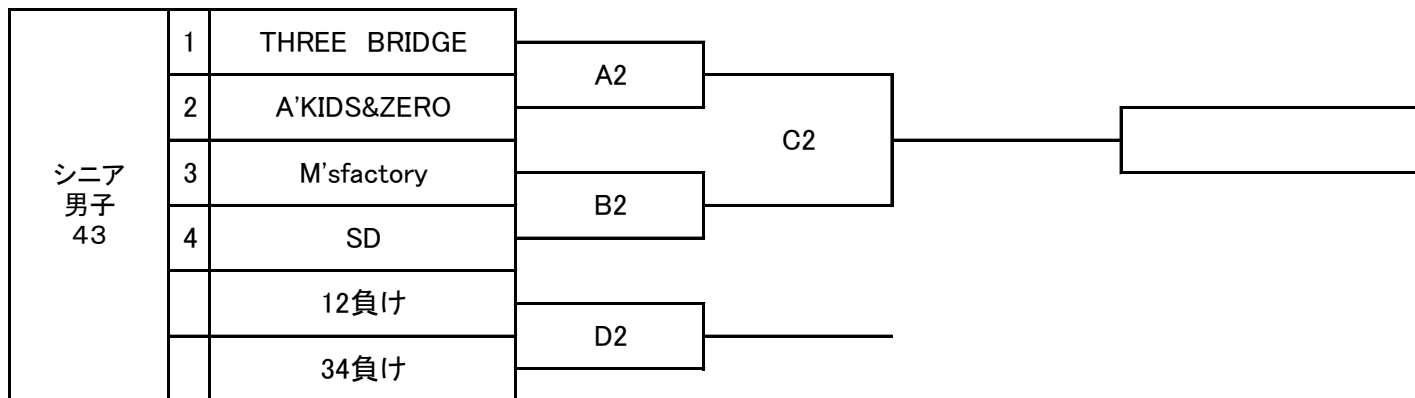 シニア
男子
43
1
THREE　BRIDGE
2
A'KIDS&ZERO
3
M'sfactory
4
SD
12負け
34負け
A2
B2
C2
D2